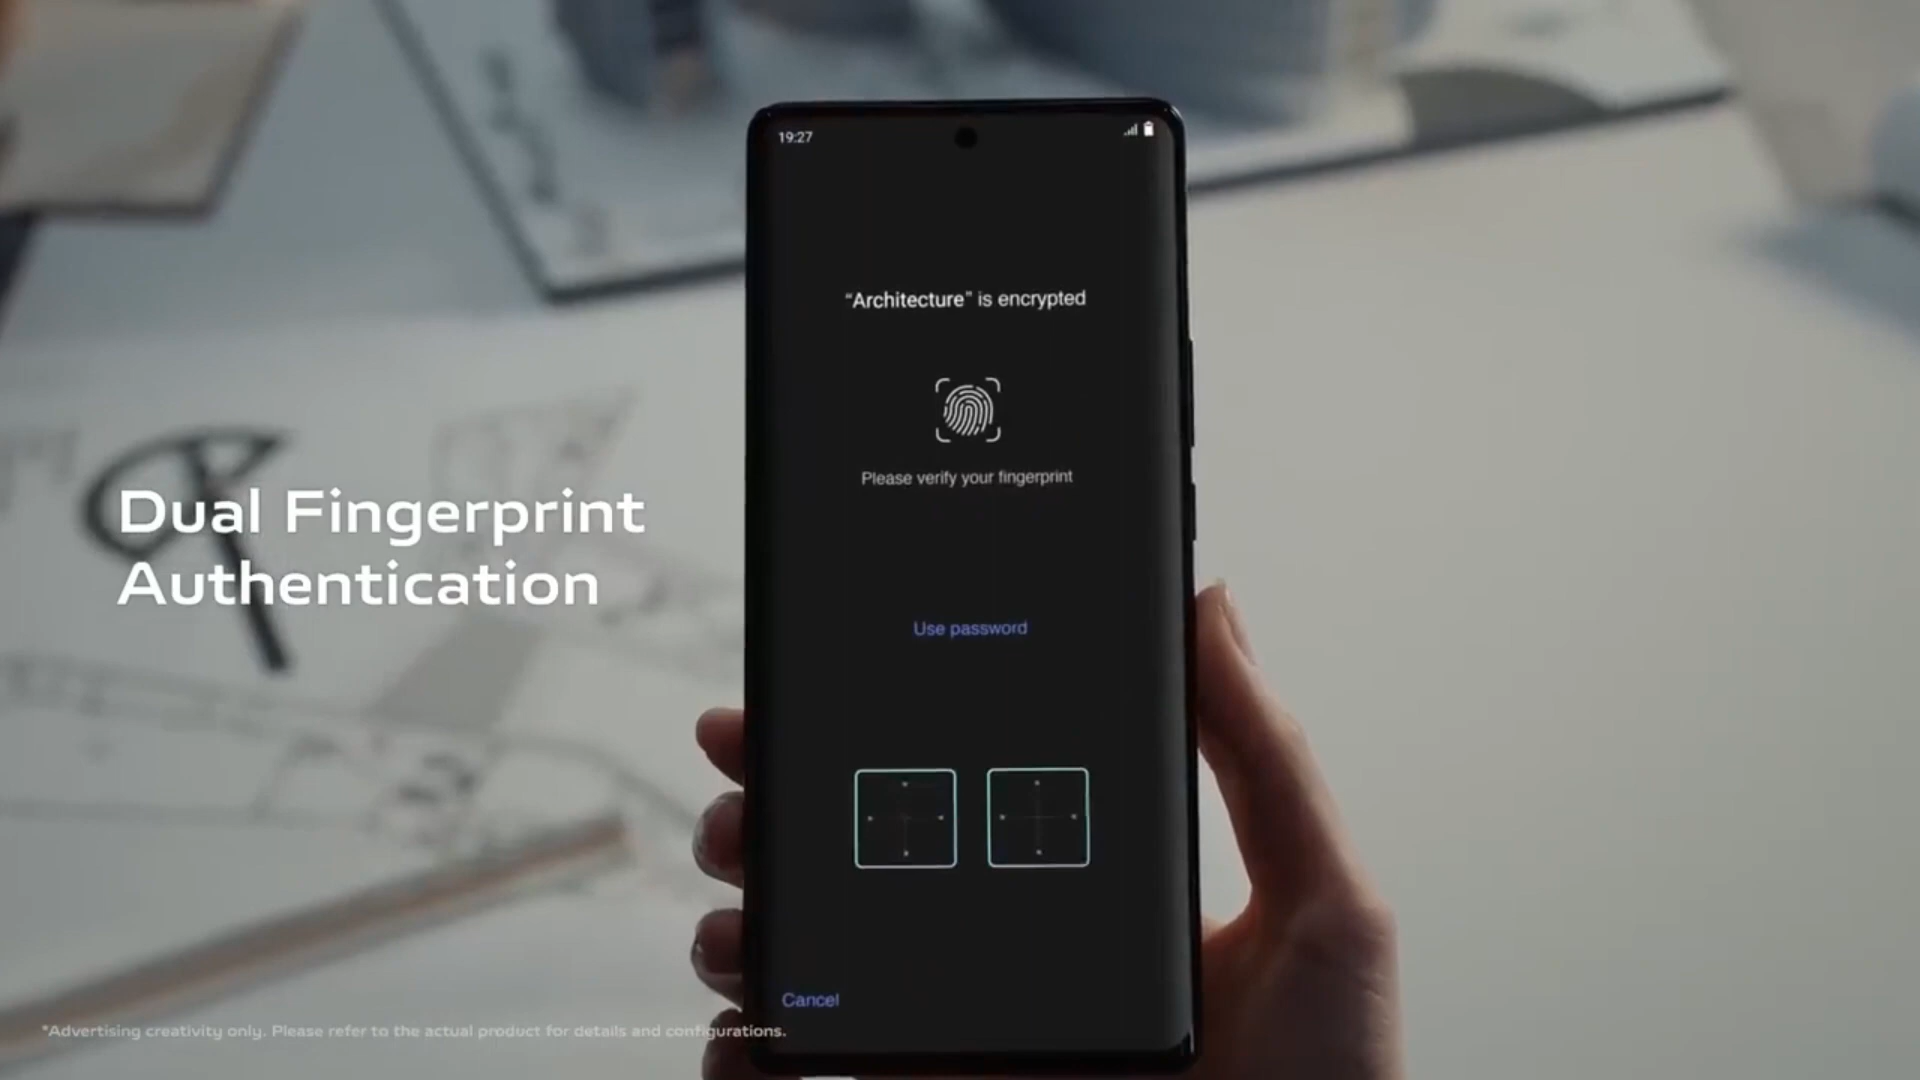 19:27
“Architecture” is encrypted
Please verify your fingerprint
Dual Fingerprint
Authentication
Use password
Cancel
*Advertising creativity only. Please refer to the actual product for details and configurations.